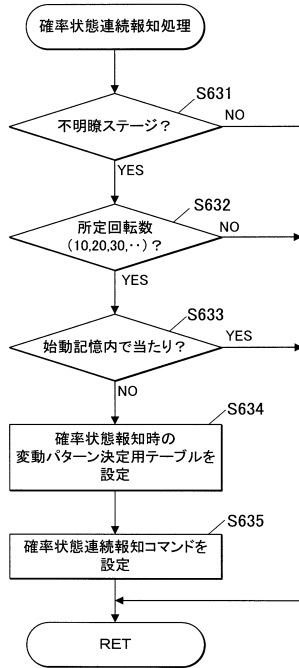 確率状態連続報知処理
S631
不明瞭ステージ？
NO
YES
S632
所定回転数
(10,20,30,‥)？
NO
YES
S633
始動記憶内で当たり？
YES
NO
S634
確率状態報知時の
変動パターン決定用テーブルを
設定
S635
確率状態連続報知コマンドを
設定
RET